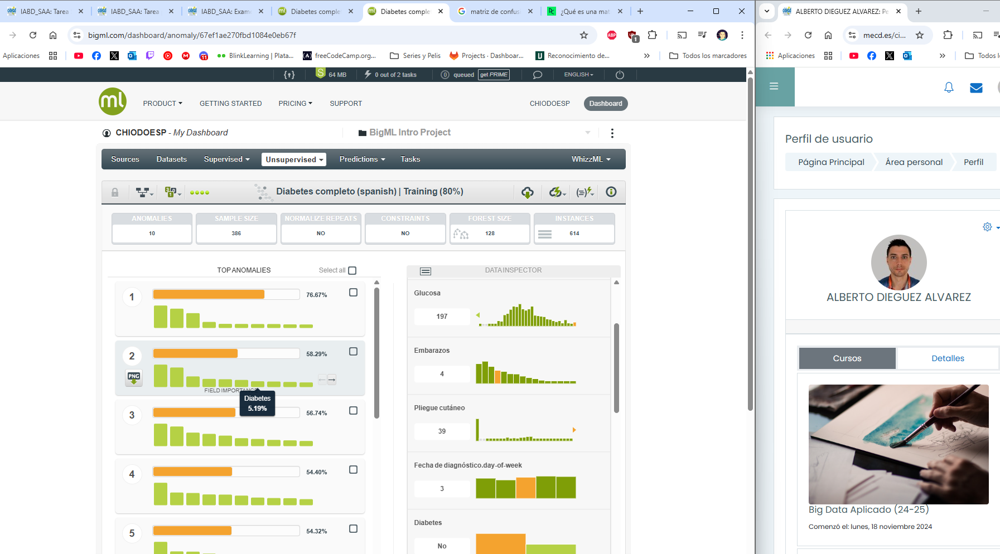 IABD_SAA: Tarea
IABD_SAA: Tarea
IABD_SAA: Exame
Diabetes comple
Diabetes comple
matriz de confus
¿Qué es una mat
bigml.com/dashboard/anomaly/67ef1ae270fbd1084e0eb67f
ABP
1
Aplicaciones
11
BlinkLearning | Plata...
freeCodeCamp.org...
Series y Pelis
Projects · Dashboar...
Reconocimiento de...
»
Todos los marcadores
S
64 MB
0 out of 2 tasks
0
queued
get PRIME
ENGLISH
ml
PRODUCT
GETTING STARTED
PRICING
SUPPORT
CHIODOESP
Dashboard
CHIODOESP - My Dashboard
BigML Intro Project
Sources
Datasets
Supervised
Unsupervised
Predictions
Tasks
WhizzML
Diabetes completo (spanish) | Training (80%)
ANOMALIES
10
SAMPLE SIZE
386
NORMALIZE REPEATS
NO
CONSTRAINTS
NO
FOREST SIZE
128
INSTANCES
614
TOP ANOMALIES
Select all
1
76.67%
2
58.29%
PNG
FIELD IMPORTANCE
Diabetes
5.19%
3
56.74%
4
54.40%
5
54.32%
DATA INSPECTOR
Glucosa
197
Embarazos
4
Pliegue cutáneo
39
Fecha de diagnóstico.day-of-week
3
Diabetes
No
ALBERTO DIEGUEZ ALVAREZ: Pe
mecd.es/ci...
Aplicaciones
»
Todos l
Perfil de usuario
Página Principal
Área personal
Perfil
ALBERTO DIEGUEZ ALVAREZ
Cursos
Detalles
Big Data Aplicado (24-25)
Comenzó el: lunes, 18 noviembre 2024